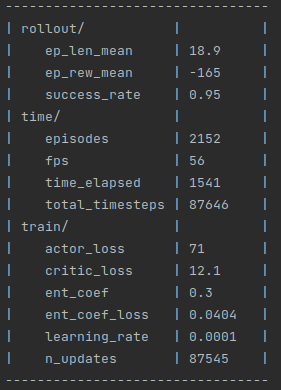 ----------------------------------
| rollout/           |           |
|    ep_len_mean     | 18.9      |
|    ep_rew_mean     | -165      |
|    success_rate    | 0.95      |
| time/              |           |
|    episodes        | 2152      |
|    fps             | 56        |
|    time_elapsed    | 1541      |
|    total_timesteps | 87646     |
| train/             |           |
|    actor_loss      | 71        |
|    critic_loss     | 12.1      |
|    ent_coef        | 0.3       |
|    ent_coef_loss   | 0.0404    |
|    learning_rate   | 0.0001    |
|    n_updates       | 87545     |
----------------------------------